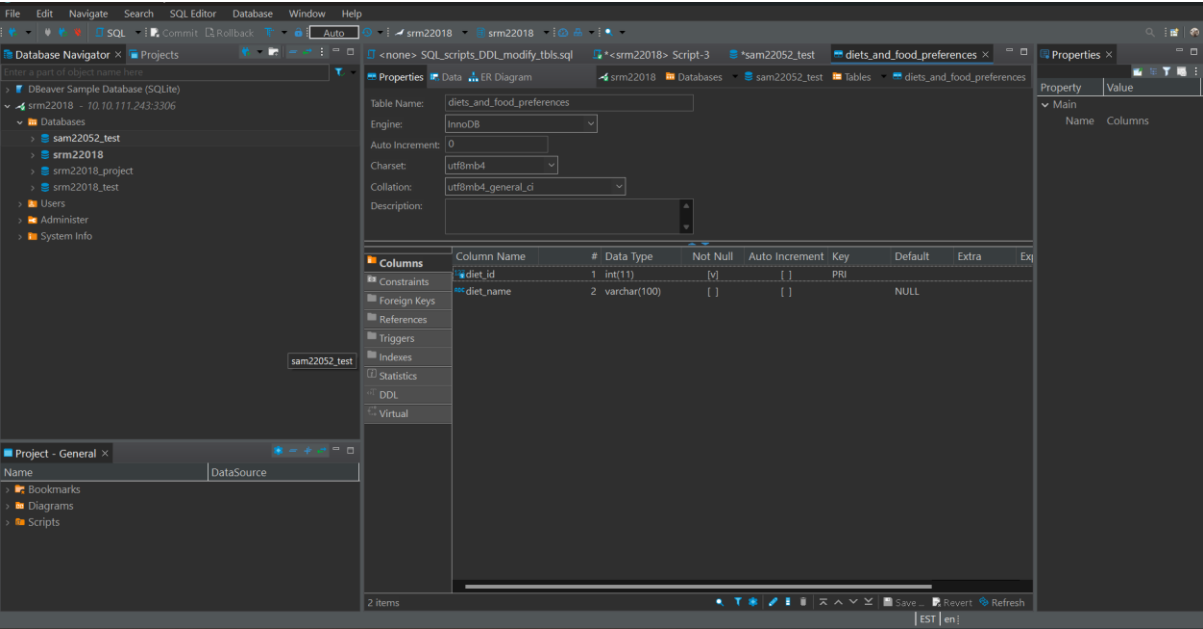 File Edit Navigate Search SQL Editor Database Window Help
SQL Commit Rollback Auto srm22018 srm22018
Database Navigator × Projects
Enter a part of object name here
DBeaver Sample Database (SQLite)
srm22018 - 10.10.111.243:3306
Databases
sam22052_test
srm22018
srm22018_project
srm22018_test
Users
Administer
System Info
sam22052_test
Project - General ×
Name DataSource
Bookmarks
Diagrams
Scripts
<none> SQL_scripts_DDL_modify_tbls.sql *<srm22018> Script-3 *sam22052_test diets_and_food_preferences ×
Properties Data ER Diagram srm22018 Databases sam22052_test Tables diets_and_food_preferences
Table Name: diets_and_food_preferences
Engine: InnoDB
Auto Increment: 0
Charset: utf8mb4
Collation: utf8mb4_general_ci
Description:
Columns
Constraints
Foreign Keys
References
Triggers
Indexes
Statistics
DDL
Virtual
Column Name # Data Type Not Null Auto Increment Key Default Extra Exp
diet_id 1 int(11) [v] [ ] PRI
diet_name 2 varchar(100) [ ] [ ] NULL
2 items Save ... Revert Refresh
Properties ×
Property Value
Main
Name Columns
EST en